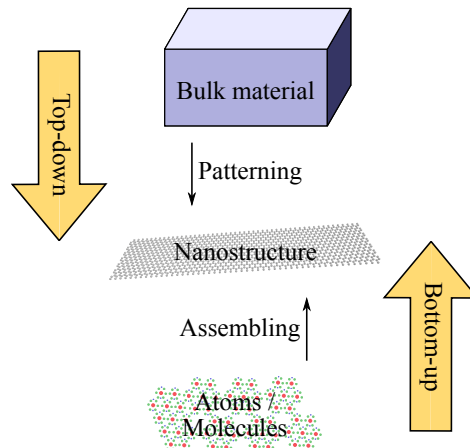 Bulk material
Top-down
Patterning
Nanostructure
Assembling
Bottom-up
Atoms /
Molecules